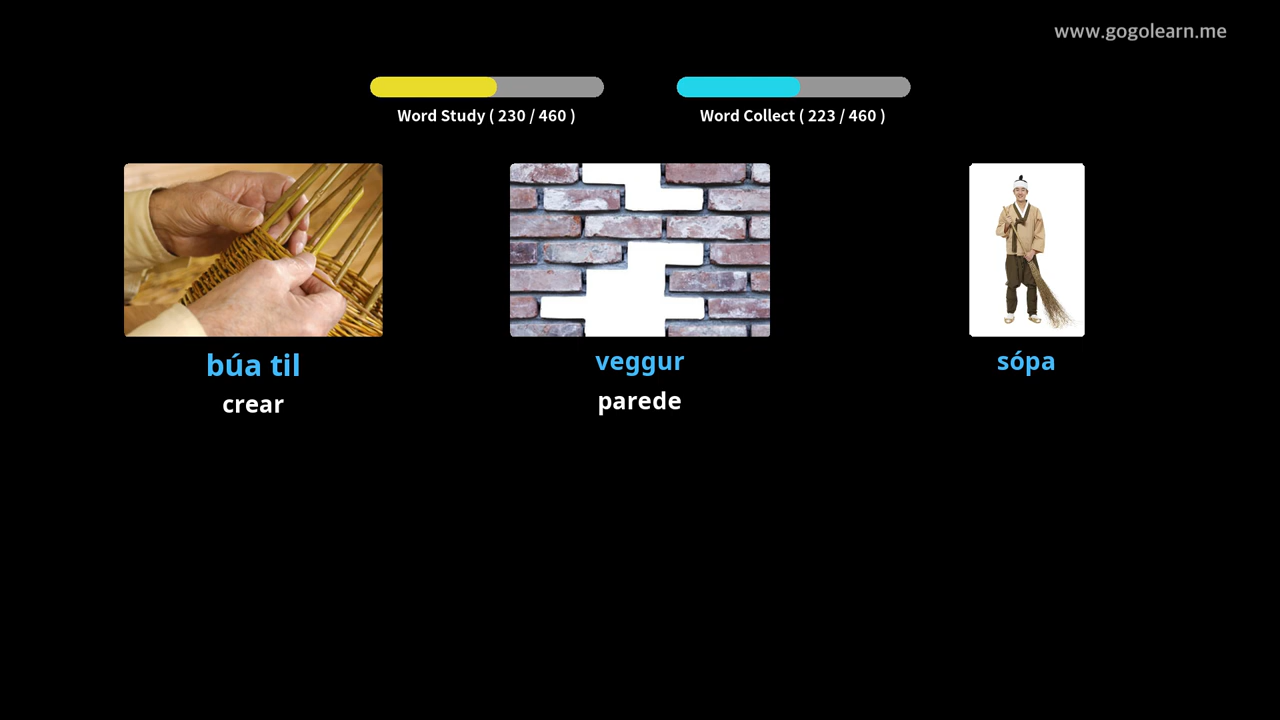 www.gogolearn.me
Word Study ( 230 / 460 )
Word Collect ( 223 / 460 )
búa til
crear
veggur
parede
sópa